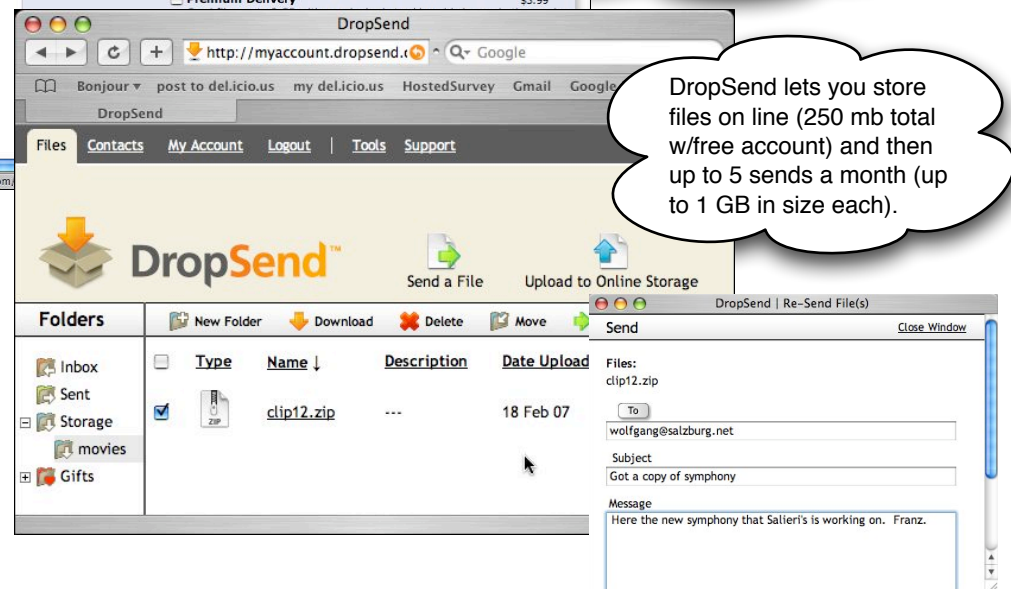 Premium Delivery $3.99
DropSend
http://myaccount.dropsend.c Google
Bonjour post to del.icio.us my del.icio.us HostedSurvey Gmail Google
DropSend
Files Contacts My Account Logout | Tools Support
DropSend lets you store
files on line (250 mb total
w/free account) and then
up to 5 sends a month (up
to 1 GB in size each).
DropSend™
Send a File Upload to Online Storage
Folders New Folder Download Delete Move
Inbox
Sent
Storage
movies
Gifts
Type Name ↓ Description Date Upload
ZIP clip12.zip --- 18 Feb 07
DropSend | Re-Send File(s)
Send Close Window
Files:
clip12.zip
To
wolfgang@salzburg.net
Subject
Got a copy of symphony
Message
Here the new symphony that Salieri's is working on. Franz.